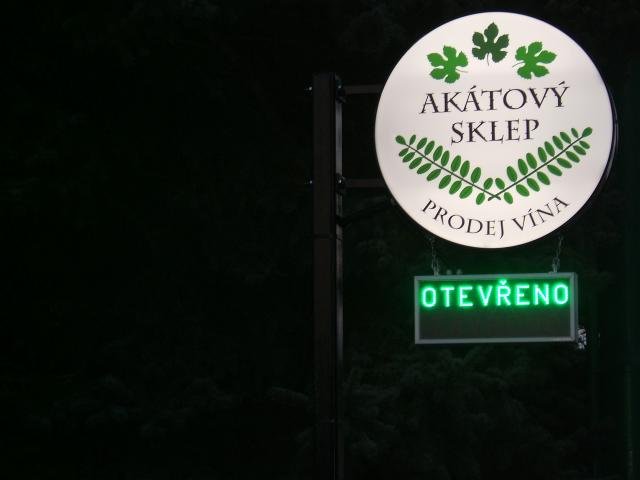 AKÁTOVÝ
SKLEP
PRODEJ VÍNA
OTEVŘENO